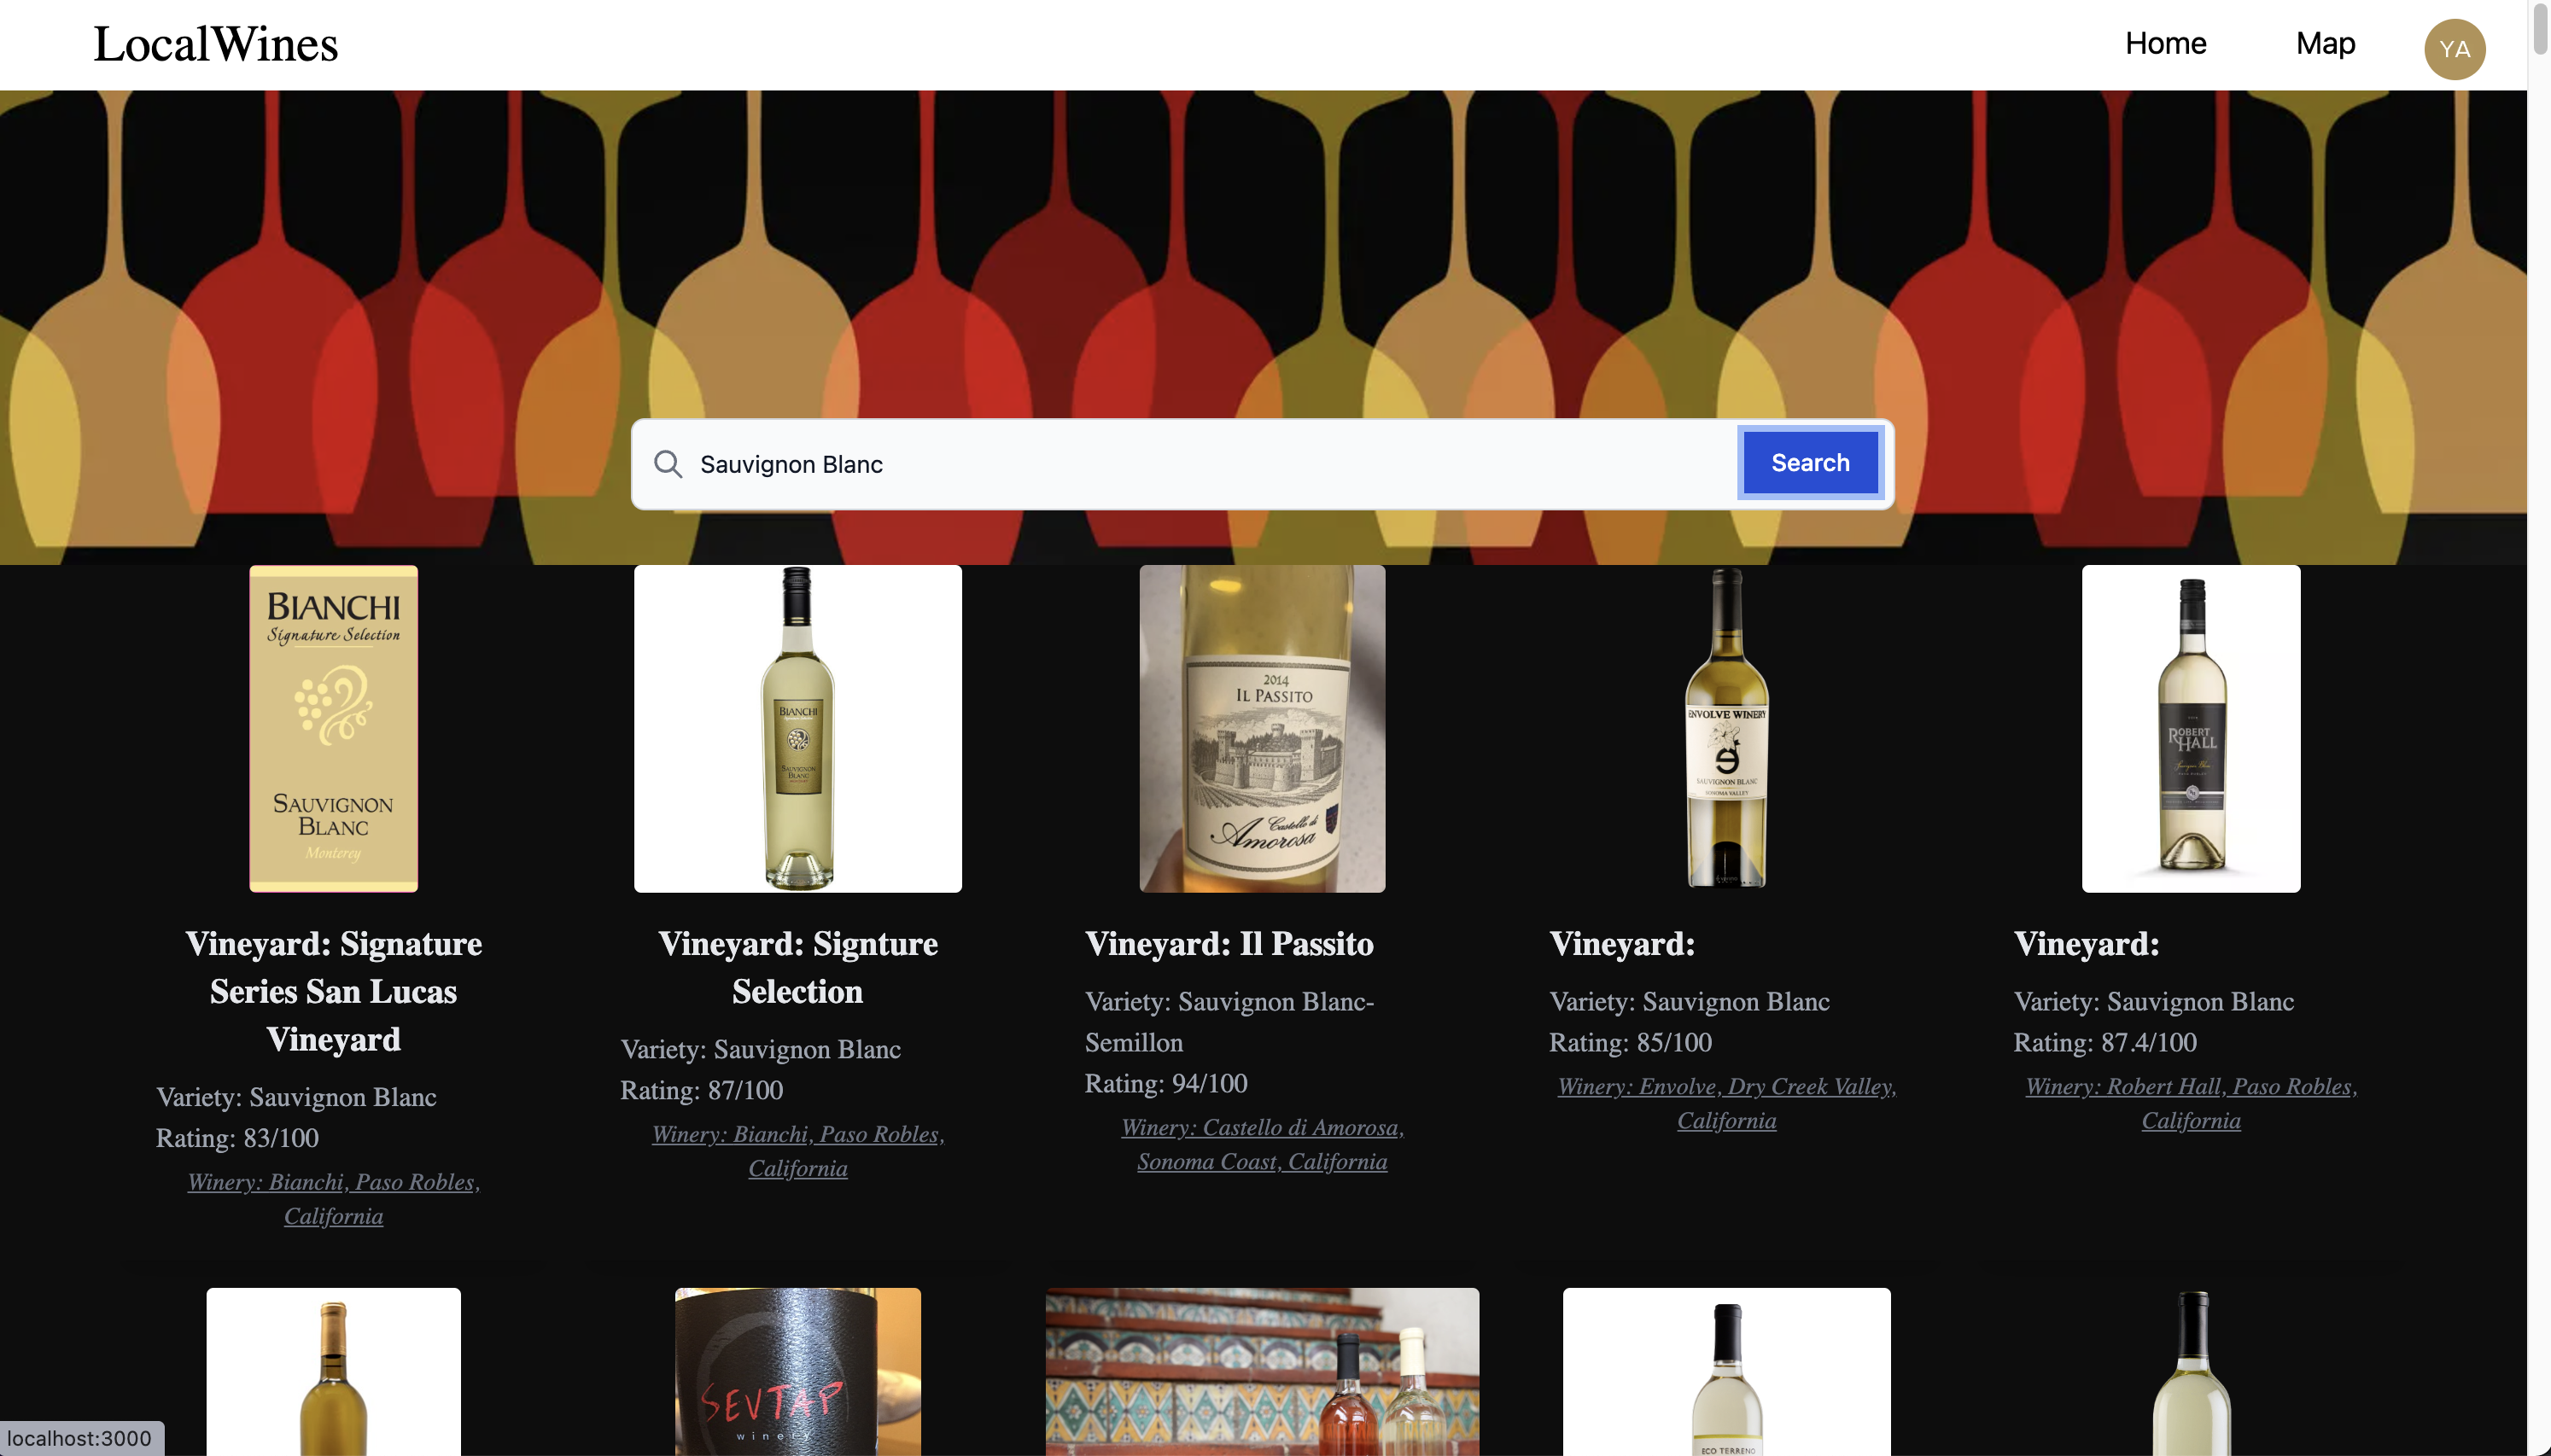 LocalWines
Home
Map
YA
Sauvignon Blanc
Search
BIANCHI
Signature Selection
SAUVIGNON
BLANC
Monterey
BIANCHI
SAUVIGNON
BLANC
2014
IL PASSITO
Castello di
Amorosa
ENVOLVE WINERY
SAUVIGNON BLANC
SONOMA VALLEY
ROBERT
HALL
Vineyard: Signature
Series San Lucas
Vineyard
Variety: Sauvignon Blanc
Rating: 83/100
Winery: Bianchi, Paso Robles,
California
Vineyard: Signture
Selection
Variety: Sauvignon Blanc
Rating: 87/100
Winery: Bianchi, Paso Robles,
California
Vineyard: Il Passito
Variety: Sauvignon Blanc-
Semillon
Rating: 94/100
Winery: Castello di Amorosa,
Sonoma Coast, California
Vineyard:
Variety: Sauvignon Blanc
Rating: 85/100
Winery: Envolve, Dry Creek Valley,
California
Vineyard:
Variety: Sauvignon Blanc
Rating: 87.4/100
Winery: Robert Hall, Paso Robles,
California
SEVTAP
winery
ECO TERRENO
localhost:3000